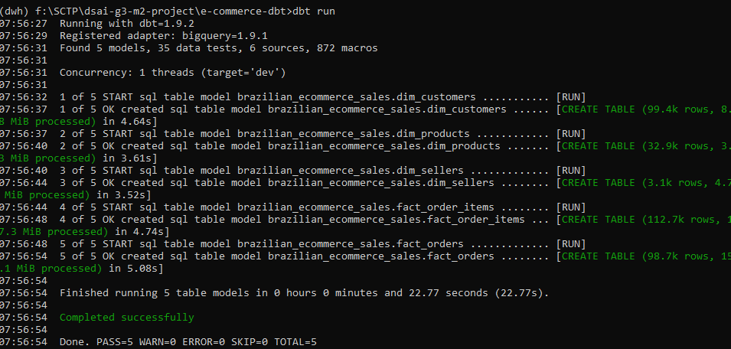 (dwh) f:\SCTP\dsai-g3-m2-project\e-commerce-dbt>dbt run
07:56:27  Running with dbt=1.9.2
07:56:29  Registered adapter: bigquery=1.9.1
07:56:31  Found 5 models, 35 data tests, 6 sources, 872 macros
07:56:31
07:56:31  Concurrency: 1 threads (target='dev')
07:56:31
07:56:32  1 of 5 START sql table model brazilian_ecommerce_sales.dim_customers ........... [RUN]
07:56:37  1 of 5 OK created sql table model brazilian_ecommerce_sales.dim_customers ...... [CREATE TABLE (99.4k rows, 8.
8 MiB processed) in 4.64s]
07:56:37  2 of 5 START sql table model brazilian_ecommerce_sales.dim_products ............ [RUN]
07:56:40  2 of 5 OK created sql table model brazilian_ecommerce_sales.dim_products ....... [CREATE TABLE (32.9k rows, 3.
3 MiB processed) in 3.61s]
07:56:40  3 of 5 START sql table model brazilian_ecommerce_sales.dim_sellers ............. [RUN]
07:56:44  3 of 5 OK created sql table model brazilian_ecommerce_sales.dim_sellers ........ [CREATE TABLE (3.1k rows, 4.7
MiB processed) in 3.52s]
07:56:44  4 of 5 START sql table model brazilian_ecommerce_sales.fact_order_items ........ [RUN]
07:56:48  4 of 5 OK created sql table model brazilian_ecommerce_sales.fact_order_items ... [CREATE TABLE (112.7k rows, 1
7.3 MiB processed) in 4.74s]
07:56:48  5 of 5 START sql table model brazilian_ecommerce_sales.fact_orders ............. [RUN]
07:56:54  5 of 5 OK created sql table model brazilian_ecommerce_sales.fact_orders ........ [CREATE TABLE (98.7k rows, 15
.1 MiB processed) in 5.08s]
07:56:54
07:56:54  Finished running 5 table models in 0 hours 0 minutes and 22.77 seconds (22.77s).
07:56:54
07:56:54  Completed successfully
07:56:54
07:56:54  Done. PASS=5 WARN=0 ERROR=0 SKIP=0 TOTAL=5